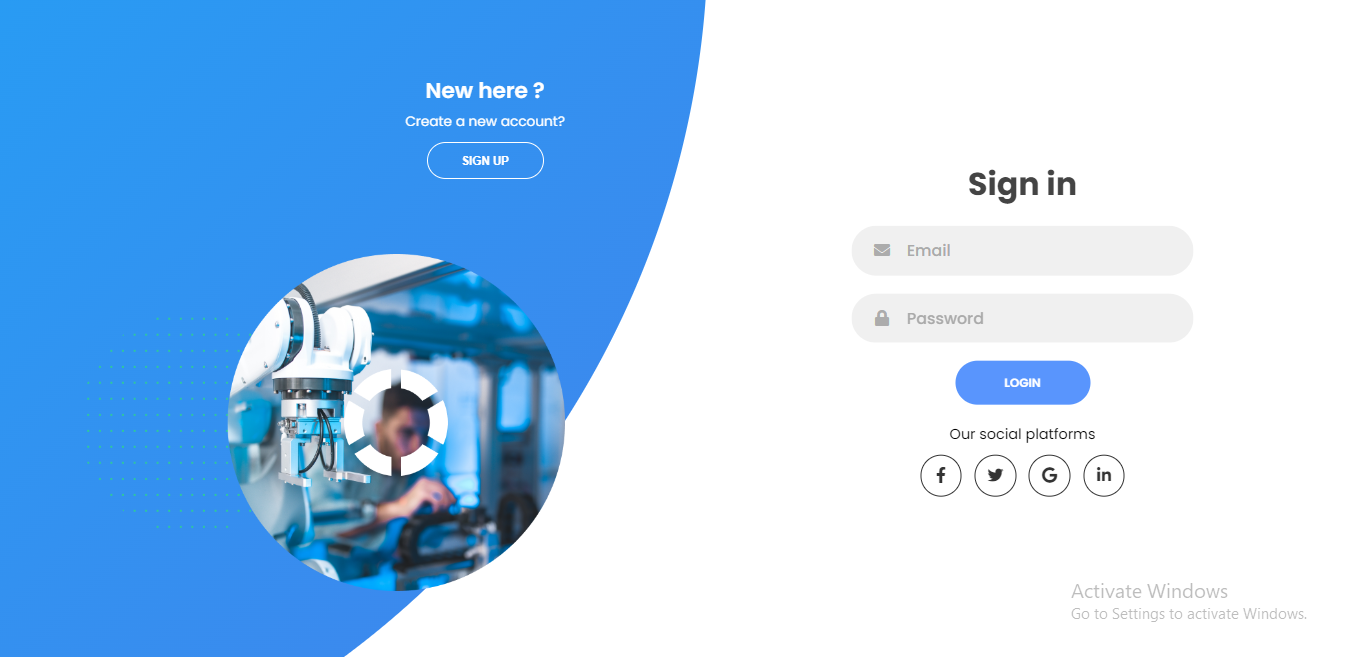 New here ?
Create a new account?
SIGN UP
Sign in
Email
Password
LOGIN
Our social platforms
Activate Windows
Go to Settings to activate Windows.